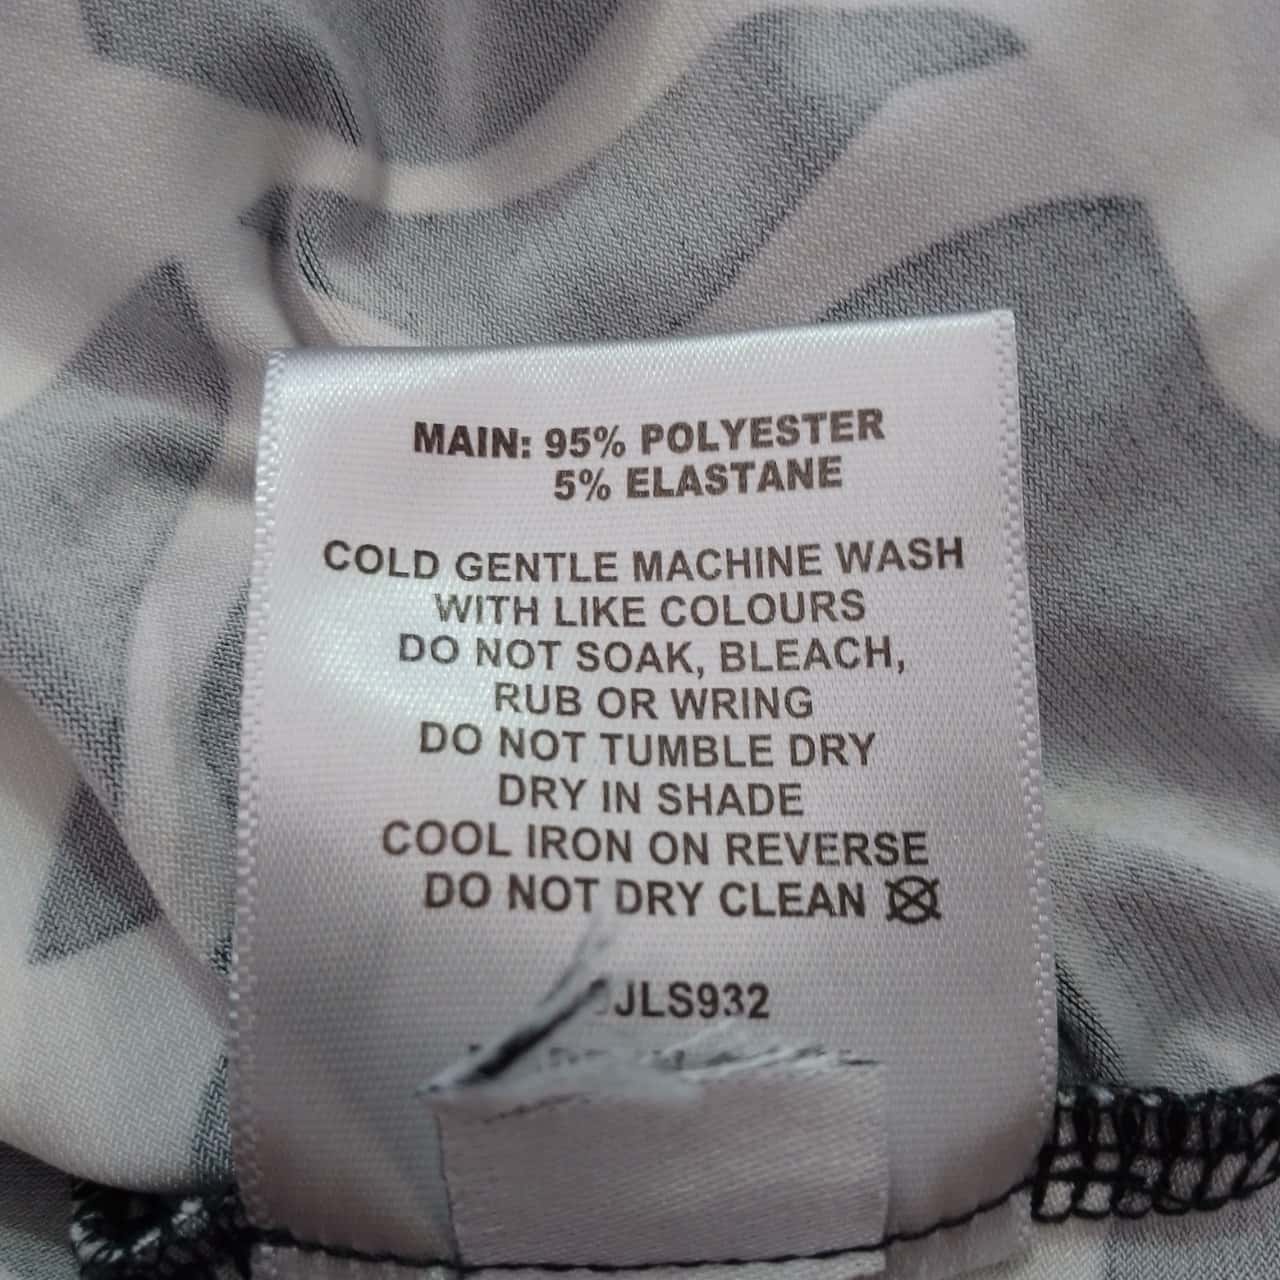 MAIN: 95% POLYESTER
5% ELASTANE
COLD GENTLE MACHINE WASH
WITH LIKE COLOURS
DO NOT SOAK, BLEACH,
RUB OR WRING
DO NOT TUMBLE DRY
DRY IN SHADE
COOL IRON ON REVERSE
DO NOT DRY CLEAN
JLS932